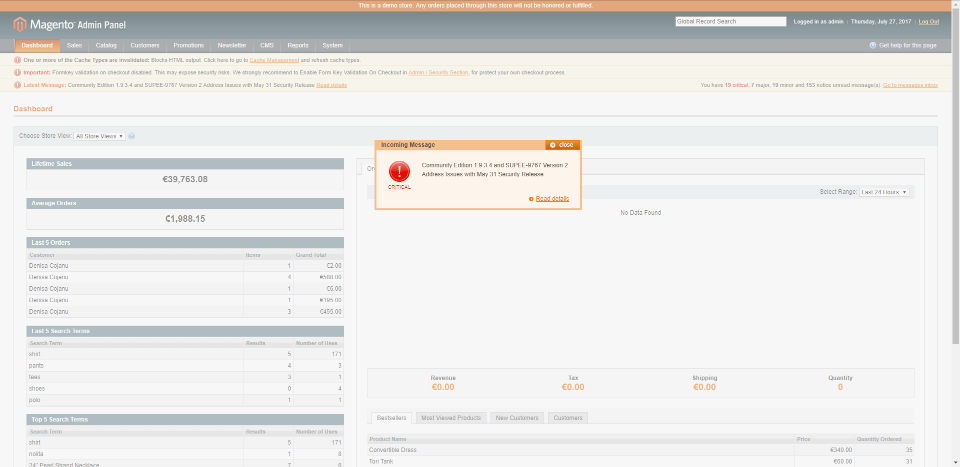 This is a demo store. Any orders placed through this store will not be honored or fulfilled.
Magento Admin Panel
Global Record Search
Logged in as admin | Thursday, July 27, 2017 | Log Out
Dashboard Sales Catalog Customers Promotions Newsletter CMS Reports System
Get help for this page
One or more of the Cache Types are invalidated: Blocks HTML output. Click here to go to Cache Management and refresh cache types.
Important: Formkey validation on checkout disabled. This may expose security risks. We strongly recommend to Enable Form Key Validation On Checkout in Admin / Security Section, for protect your own checkout process.
Latest Message: Community Edition 1.9.3.4 and SUPEE-9767 Version 2 Address Issues with May 31 Security Release Read details
You have 19 critical, 7 major, 19 minor and 153 notice unread message(s). Go to messages inbox
Dashboard
Choose Store View: All Store Views
Incoming Message
close
CRITICAL
Community Edition 1.9.3.4 and SUPEE-9767 Version 2
Address Issues with May 31 Security Release
Read details
Lifetime Sales
€39,763.08
Average Orders
€1,988.15
Last 5 Orders
Customer Items Grand Total
Denisa Cojanu 1 €2.00
Denisa Cojanu 4
Denisa Cojanu 1
Denisa Cojanu 1
Denisa Cojanu 3
Last 5 Search Terms
Search Term Results Number of Uses
shirt 5 171
pants 4 3
tees 3 1
shoes 0 4
polo 1 1
Top 5 Search Terms
Search Term Results Number of Uses
shirt 5 171
nolita 1 8
24" Pearl Strand Necklace 7 6
Select Range: Last 24 Hours
No Data Found
Revenue Tax Shipping Quantity
€0.00 €0.00 €0.00 0
Bestsellers Most Viewed Products New Customers Customers
Product Name Price Quantity Ordered
Convertible Dress €340.00 35
Tori Tank €60.00 31